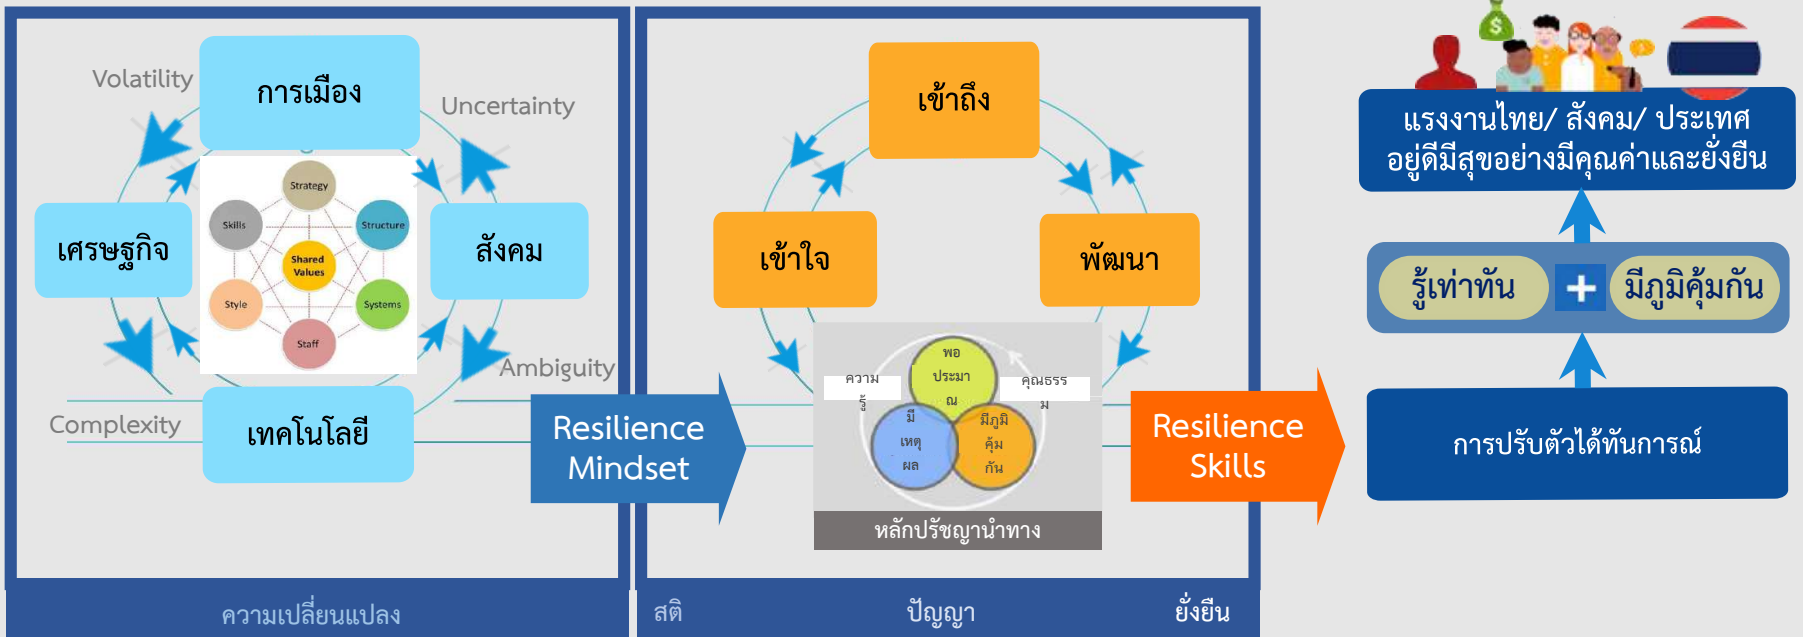 Volatility
การเมือง
Uncertainty
Strategy
Skills
Structure
เศรษฐกิจ
Shared
Values
สังคม
Style
Systems
Staff
Ambiguity
Complexity
เทคโนโลยี
ความเปลี่ยนแปลง
Resilience
Mindset
เข้าถึง
เข้าใจ
พัฒนา
พอ
ประมา
ณ
ความ
คุณธรร
ม
มี
เหตุ
ผล
มีภูมิ
คุ้ม
กัน
หลักปรัชญานำทาง
สติ
ปัญญา
ยั่งยืน
Resilience
Skills
$
แรงงานไทย/ สังคม/ ประเทศ
อยู่ดีมีสุขอย่างมีคุณค่าและยั่งยืน
รู้เท่าทัน
+
มีภูมิคุ้มกัน
การปรับตัวได้ทันการณ์